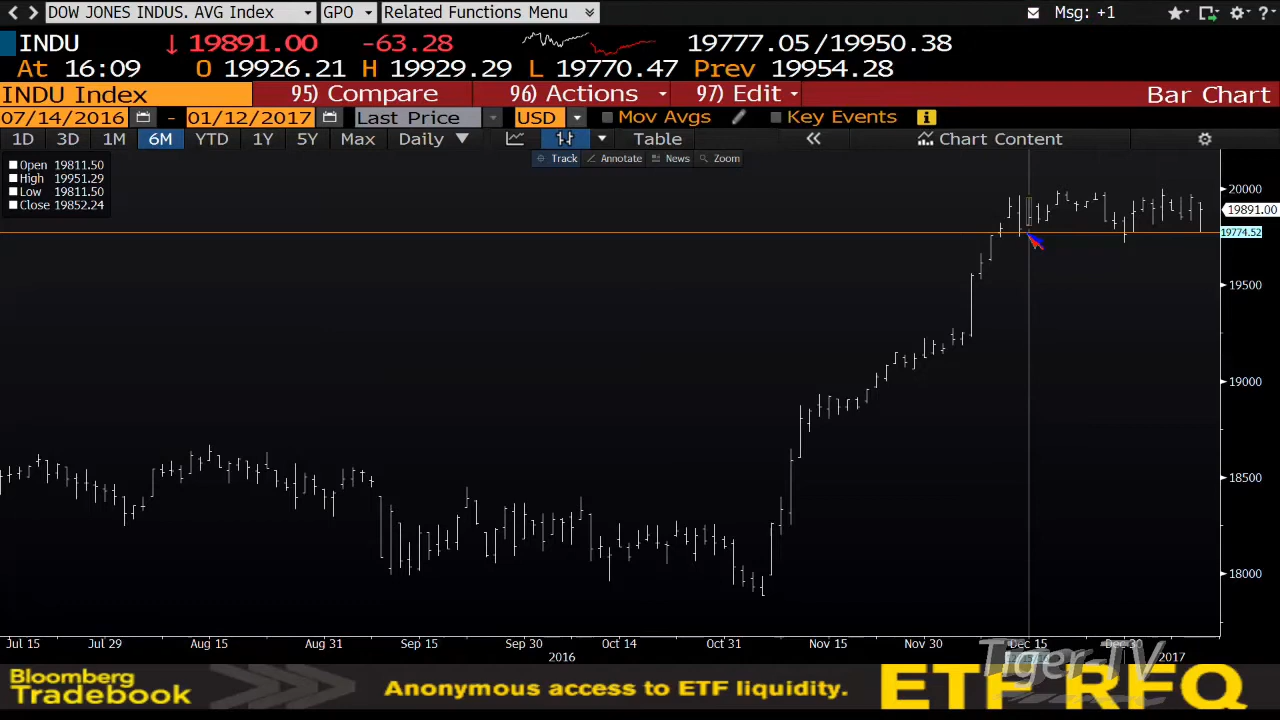 DOW JONES INDUS. AVG Index GPO Related Functions Menu Msg: +1
INDU 19891.00 -63.28 19777.05/19950.38
At 16:09 O 19926.21 H 19929.29 L 19770.47 Prev 19954.28
INDU Index 95) Compare 96) Actions 97) Edit Bar Chart
07/14/2016 - 01/12/2017 Last Price USD Mov Avgs Key Events
1D 3D 1M 6M YTD 1Y 5Y Max Daily Table Chart Content
Track Annotate News Zoom
Open 19811.50
High 19951.29
Low 19811.50
Close 19852.24
20000
19891.00
19774.52
19500
19000
18500
18000
Jul 15 Jul 29 Aug 15 Aug 31 Sep 15 Sep 30 Oct 14 Oct 31 Nov 15 Nov 30 Dec 15 Dec 30
2016 2017
Tiger-TV
Bloomberg
Tradebook
Anonymous access to ETF liquidity.
ETF RFQ